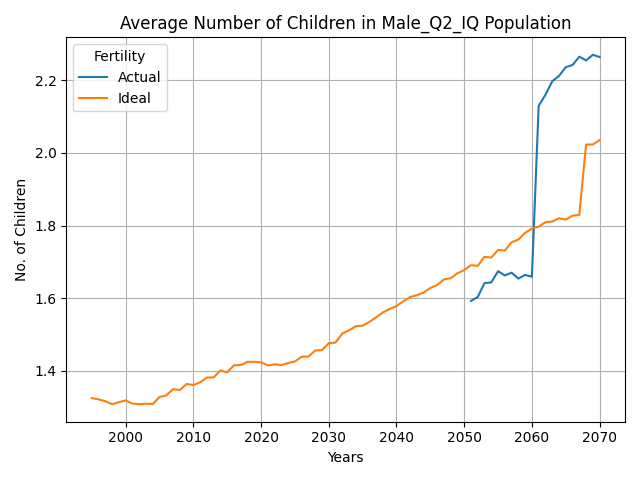 Average Number of Children in Male_Q2_IQ Population
Fertility
Actual
Ideal
No. of Children
2.2
2.0
1.8
1.6
1.4
2000 2010 2020 2030 2040 2050 2060 2070
Years